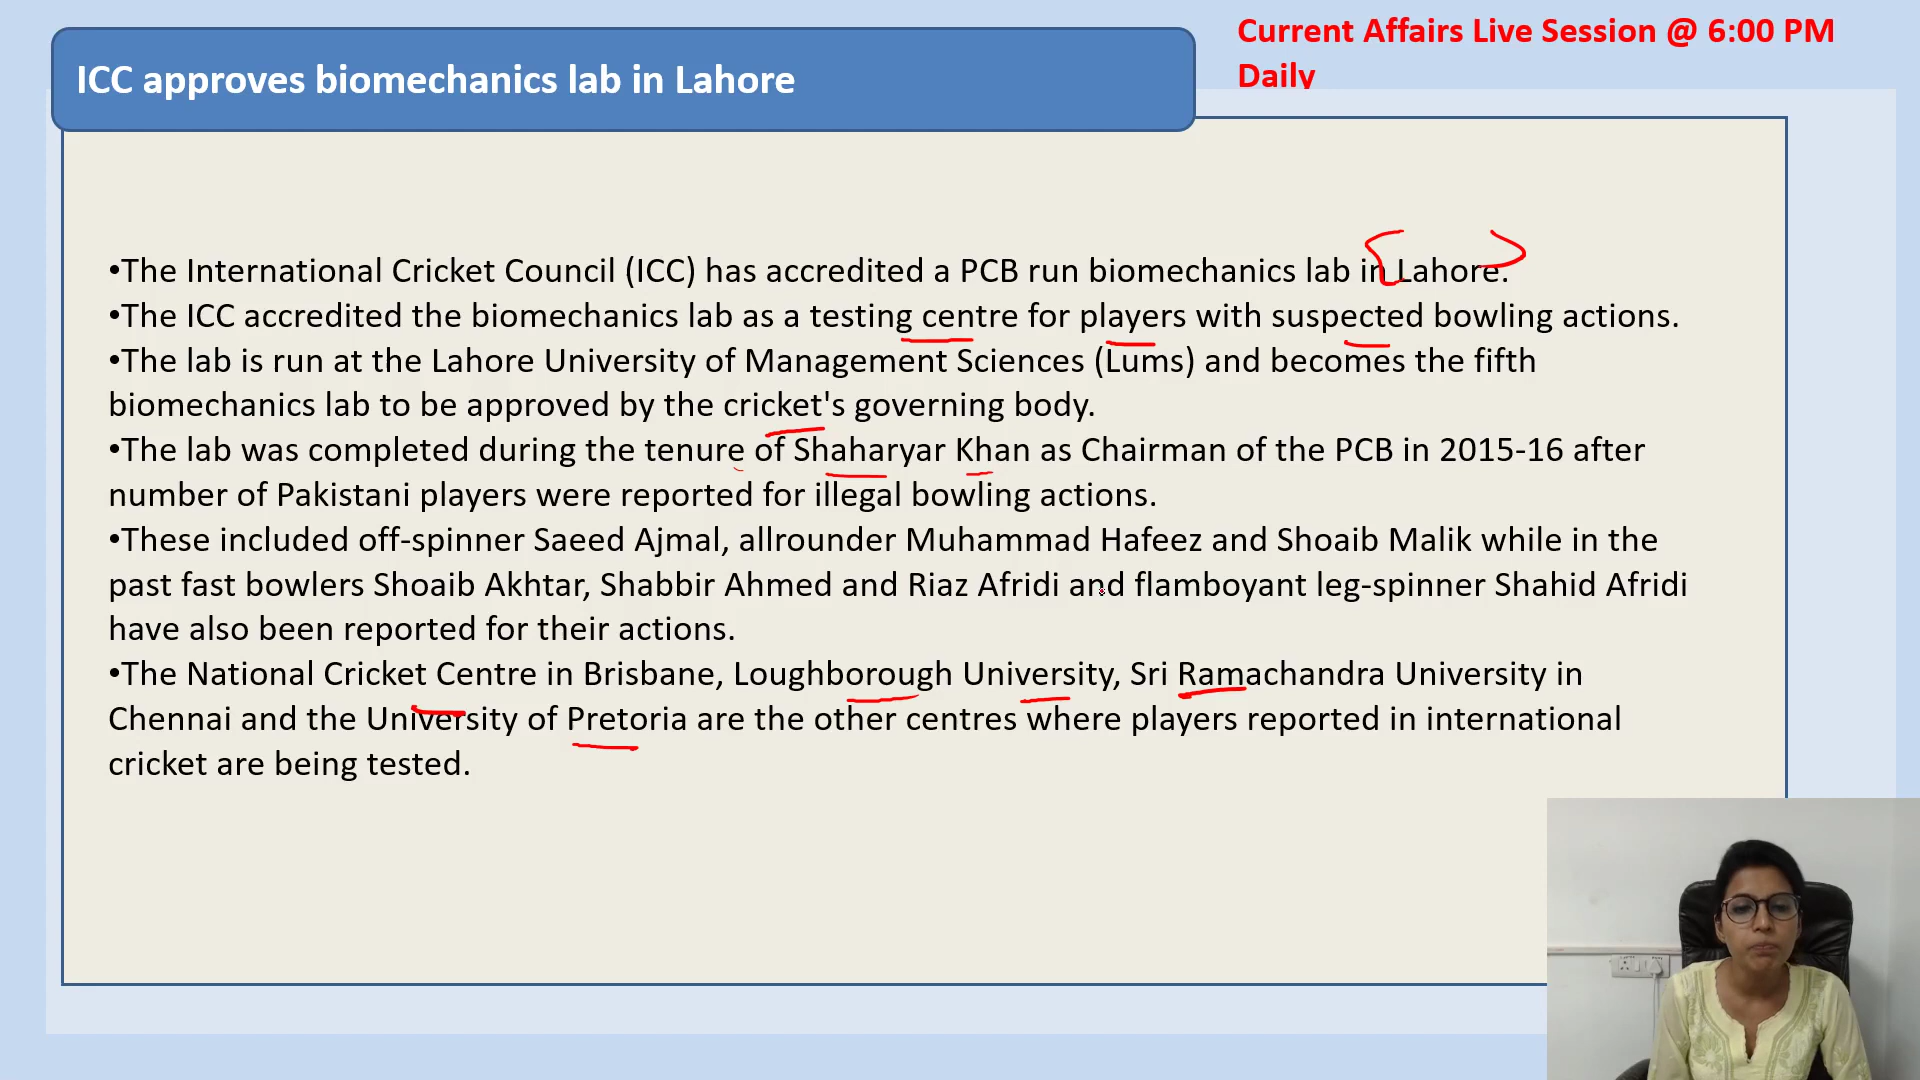 Current Affairs Live Session @ 6:00 PM
Daily
ICC approves biomechanics lab in Lahore
•The International Cricket Council (ICC) has accredited a PCB run biomechanics lab in Lahore.
•The ICC accredited the biomechanics lab as a testing centre for players with suspected bowling actions.
•The lab is run at the Lahore University of Management Sciences (Lums) and becomes the fifth
biomechanics lab to be approved by the cricket's governing body.
•The lab was completed during the tenure of Shaharyar Khan as Chairman of the PCB in 2015-16 after
number of Pakistani players were reported for illegal bowling actions.
•These included off-spinner Saeed Ajmal, allrounder Muhammad Hafeez and Shoaib Malik while in the
past fast bowlers Shoaib Akhtar, Shabbir Ahmed and Riaz Afridi and flamboyant leg-spinner Shahid Afridi
have also been reported for their actions.
•The National Cricket Centre in Brisbane, Loughborough University, Sri Ramachandra University in
Chennai and the University of Pretoria are the other centres where players reported in international
cricket are being tested.